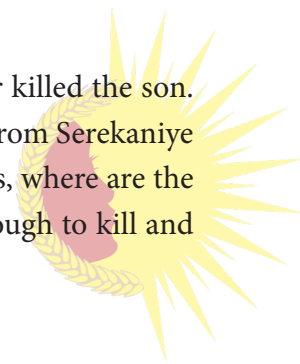 killed the son.
rom Serekaniye
s, where are the
ough to kill and